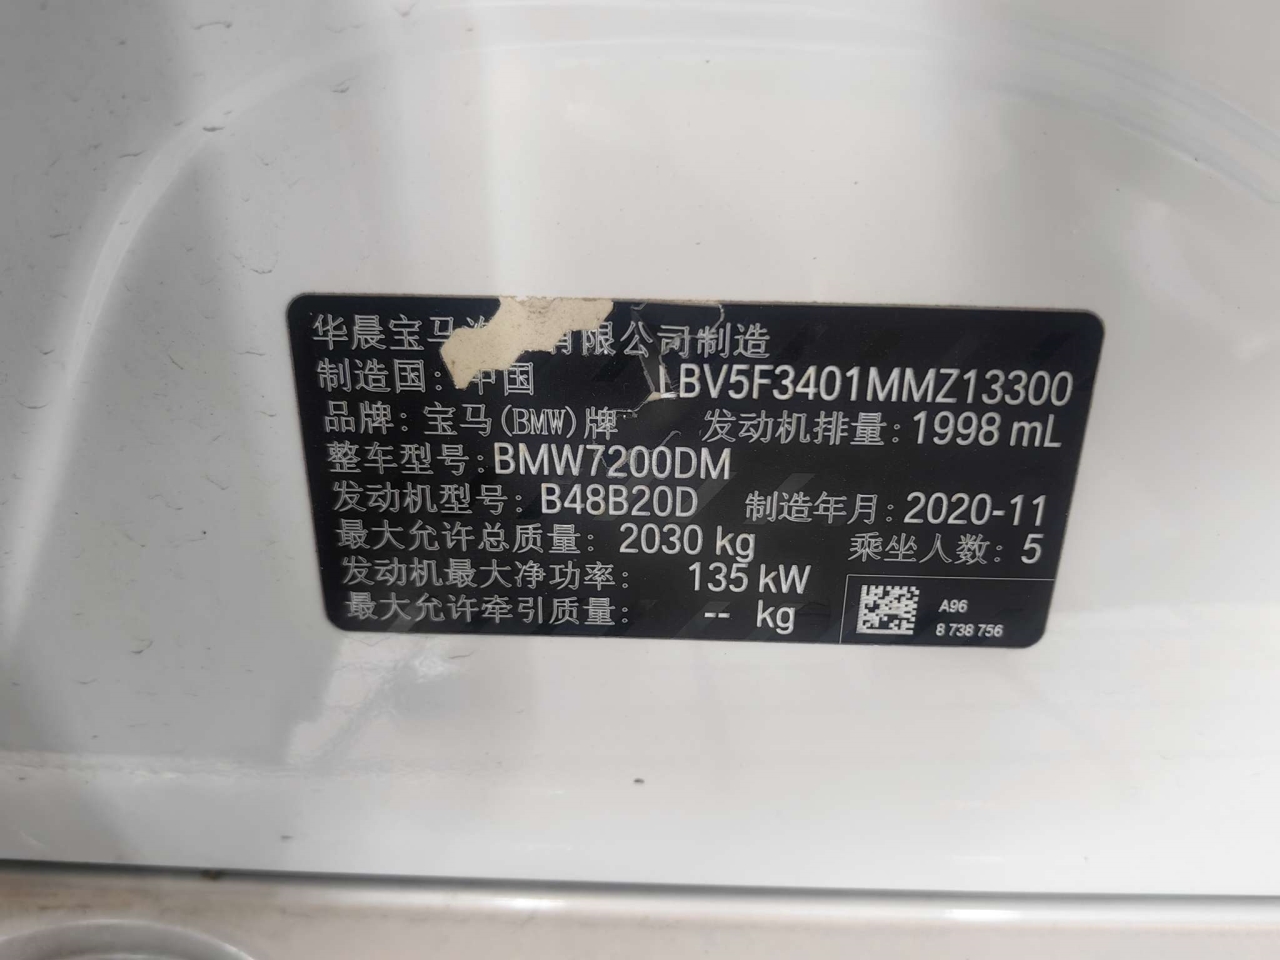 华晨宝马 有限公司制造
制造国: 中国 LBV5F3401MMZ13300
品牌: 宝马(BMW)牌 发动机排量: 1998 mL
整车型号: BMW7200DM
发动机型号: B48B20D 制造年月: 2020-11
最大允许总质量: 2030 kg 乘坐人数: 5
发动机最大净功率: 135 kW
最大允许牵引质量: -- kg
A96
8 738 756